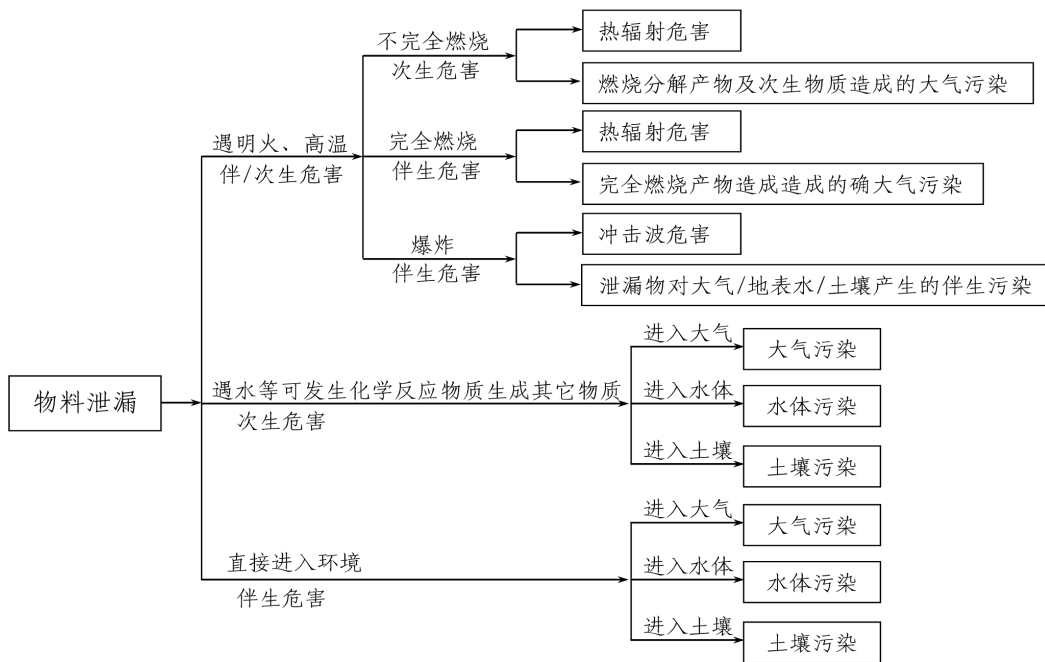 不完全燃烧
次生危害
热辐射危害
燃烧分解产物及次生物质造成的大气污染
遇明火、高温
伴/次生危害
完全燃烧
伴生危害
热辐射危害
完全燃烧产物造成造成的确大气污染
爆炸
伴生危害
冲击波危害
泄漏物对大气/地表水/土壤产生的伴生污染
物料泄漏
遇水等可发生化学反应物质生成其它物质
次生危害
进入大气
大气污染
进入水体
水体污染
进入土壤
土壤污染
直接进入环境
伴生危害
进入大气
大气污染
进入水体
水体污染
进入土壤
土壤污染